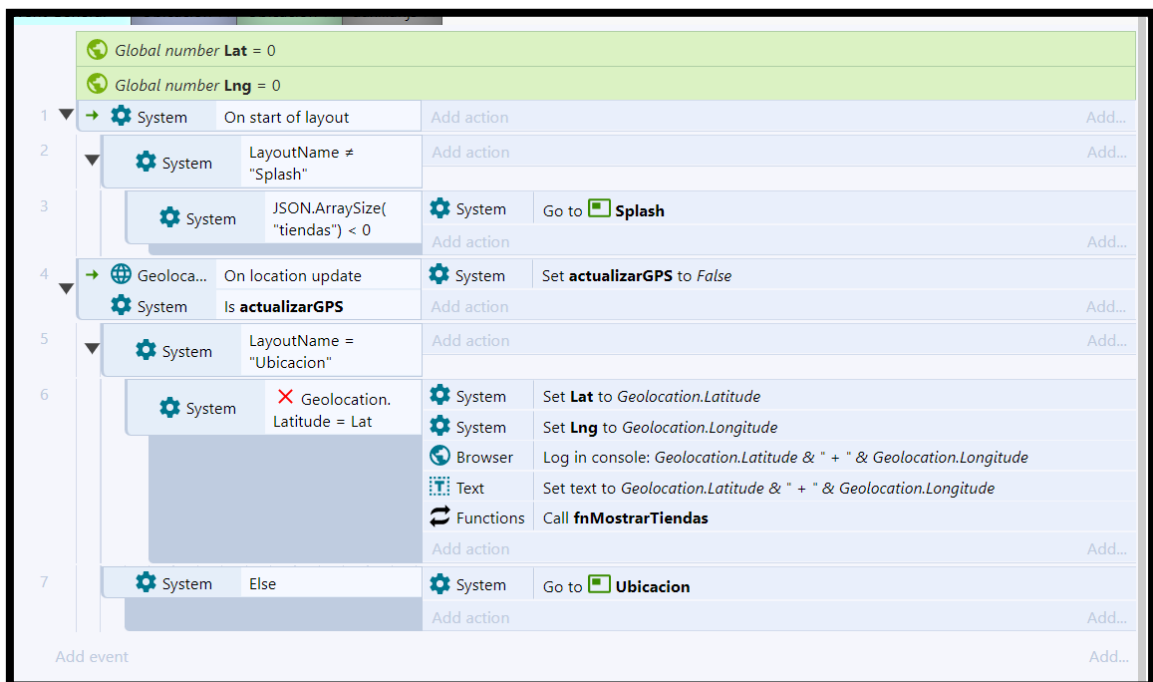 Global number Lat = 0
Global number Lng = 0
1 System On start of layout Add action Add...
2 System LayoutName ≠ "Splash" Add action Add...
3 System JSON.ArraySize( "tiendas") < 0 System Go to Splash
Add action Add...
4 Geoloca... On location update System Set actualizarGPS to False
System Is actualizarGPS Add action Add...
5 System LayoutName = "Ubicacion" Add action Add...
6 System Geolocation. Latitude = Lat System Set Lat to Geolocation.Latitude
System Set Lng to Geolocation.Longitude
Browser Log in console: Geolocation.Latitude & " + " & Geolocation.Longitude
Text Set text to Geolocation.Latitude & " + " & Geolocation.Longitude
Functions Call fnMostrarTiendas
Add action Add...
7 System Else System Go to Ubicacion
Add action Add...
Add event Add...